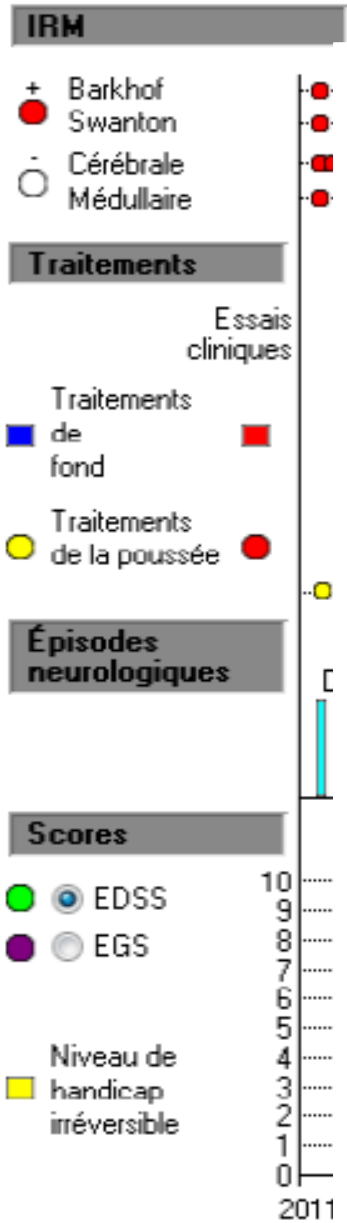 IRM
+ Barkhof
Swanton
- Cérébrale
Médullaire
Traitements
Essais
cliniques
Traitements
de
fond
Traitements
de la poussée
Épisodes
neurologiques
Scores
EDSS
EGS
Niveau de
handicap
irréversible
10
9
8
7
6
5
4
3
2
1
0
2011